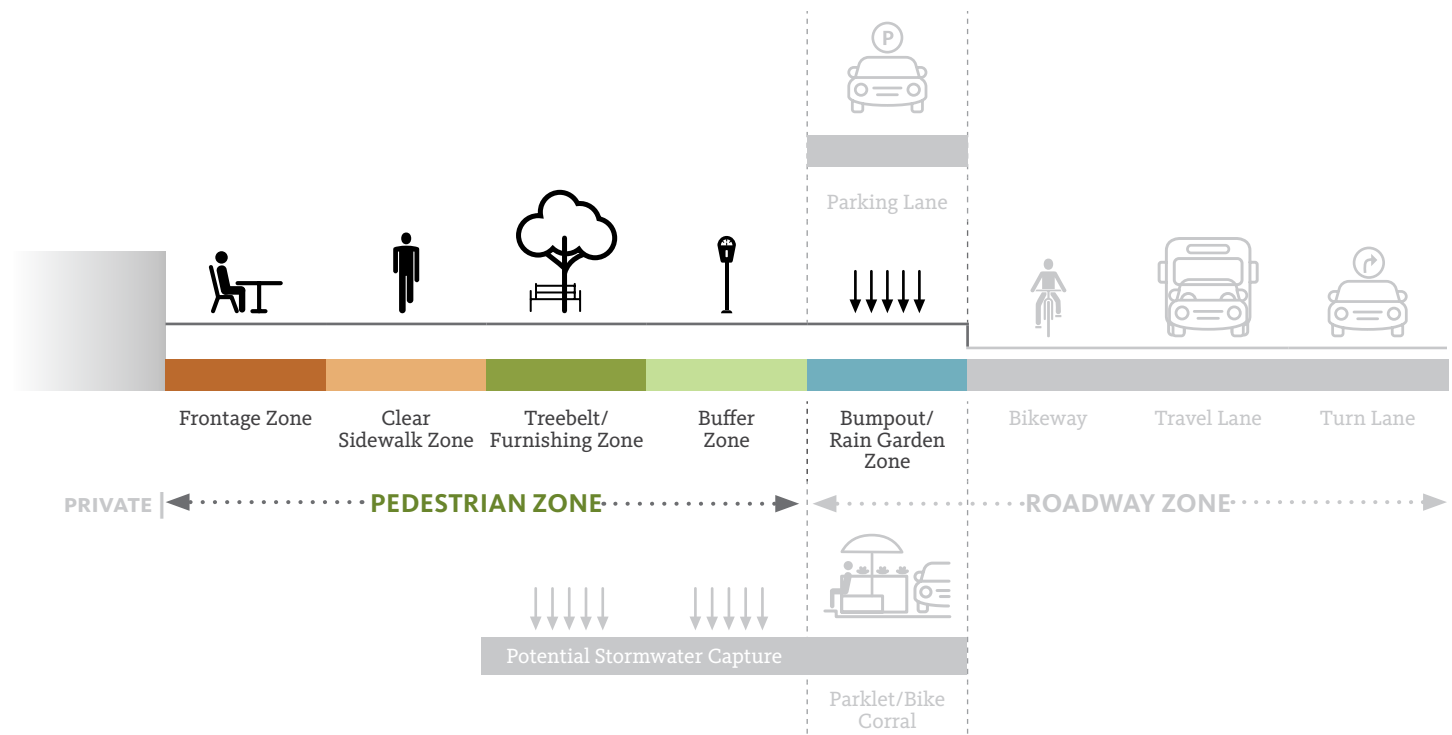 P
Parking Lane
Frontage Zone
Clear
Sidewalk Zone
Treebelt/
Furnishing Zone
Buffer
Zone
Bumpout/
Rain Garden
Zone
Bikeway
Travel Lane
Turn Lane
PRIVATE
PEDESTRIAN ZONE
ROADWAY ZONE
Potential Stormwater Capture
Parklet/Bike
Corral